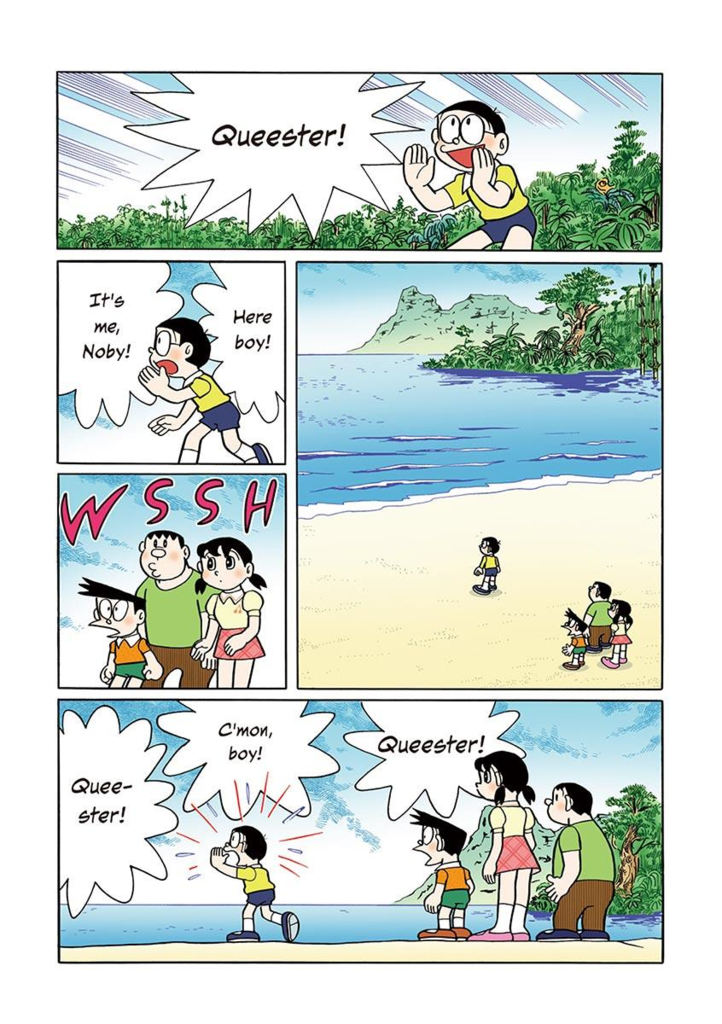 Queester!
It's
me,
Noby!
Here
boy!
WSSH
Quee-
ster!
C'mon,
boy!
Queester!